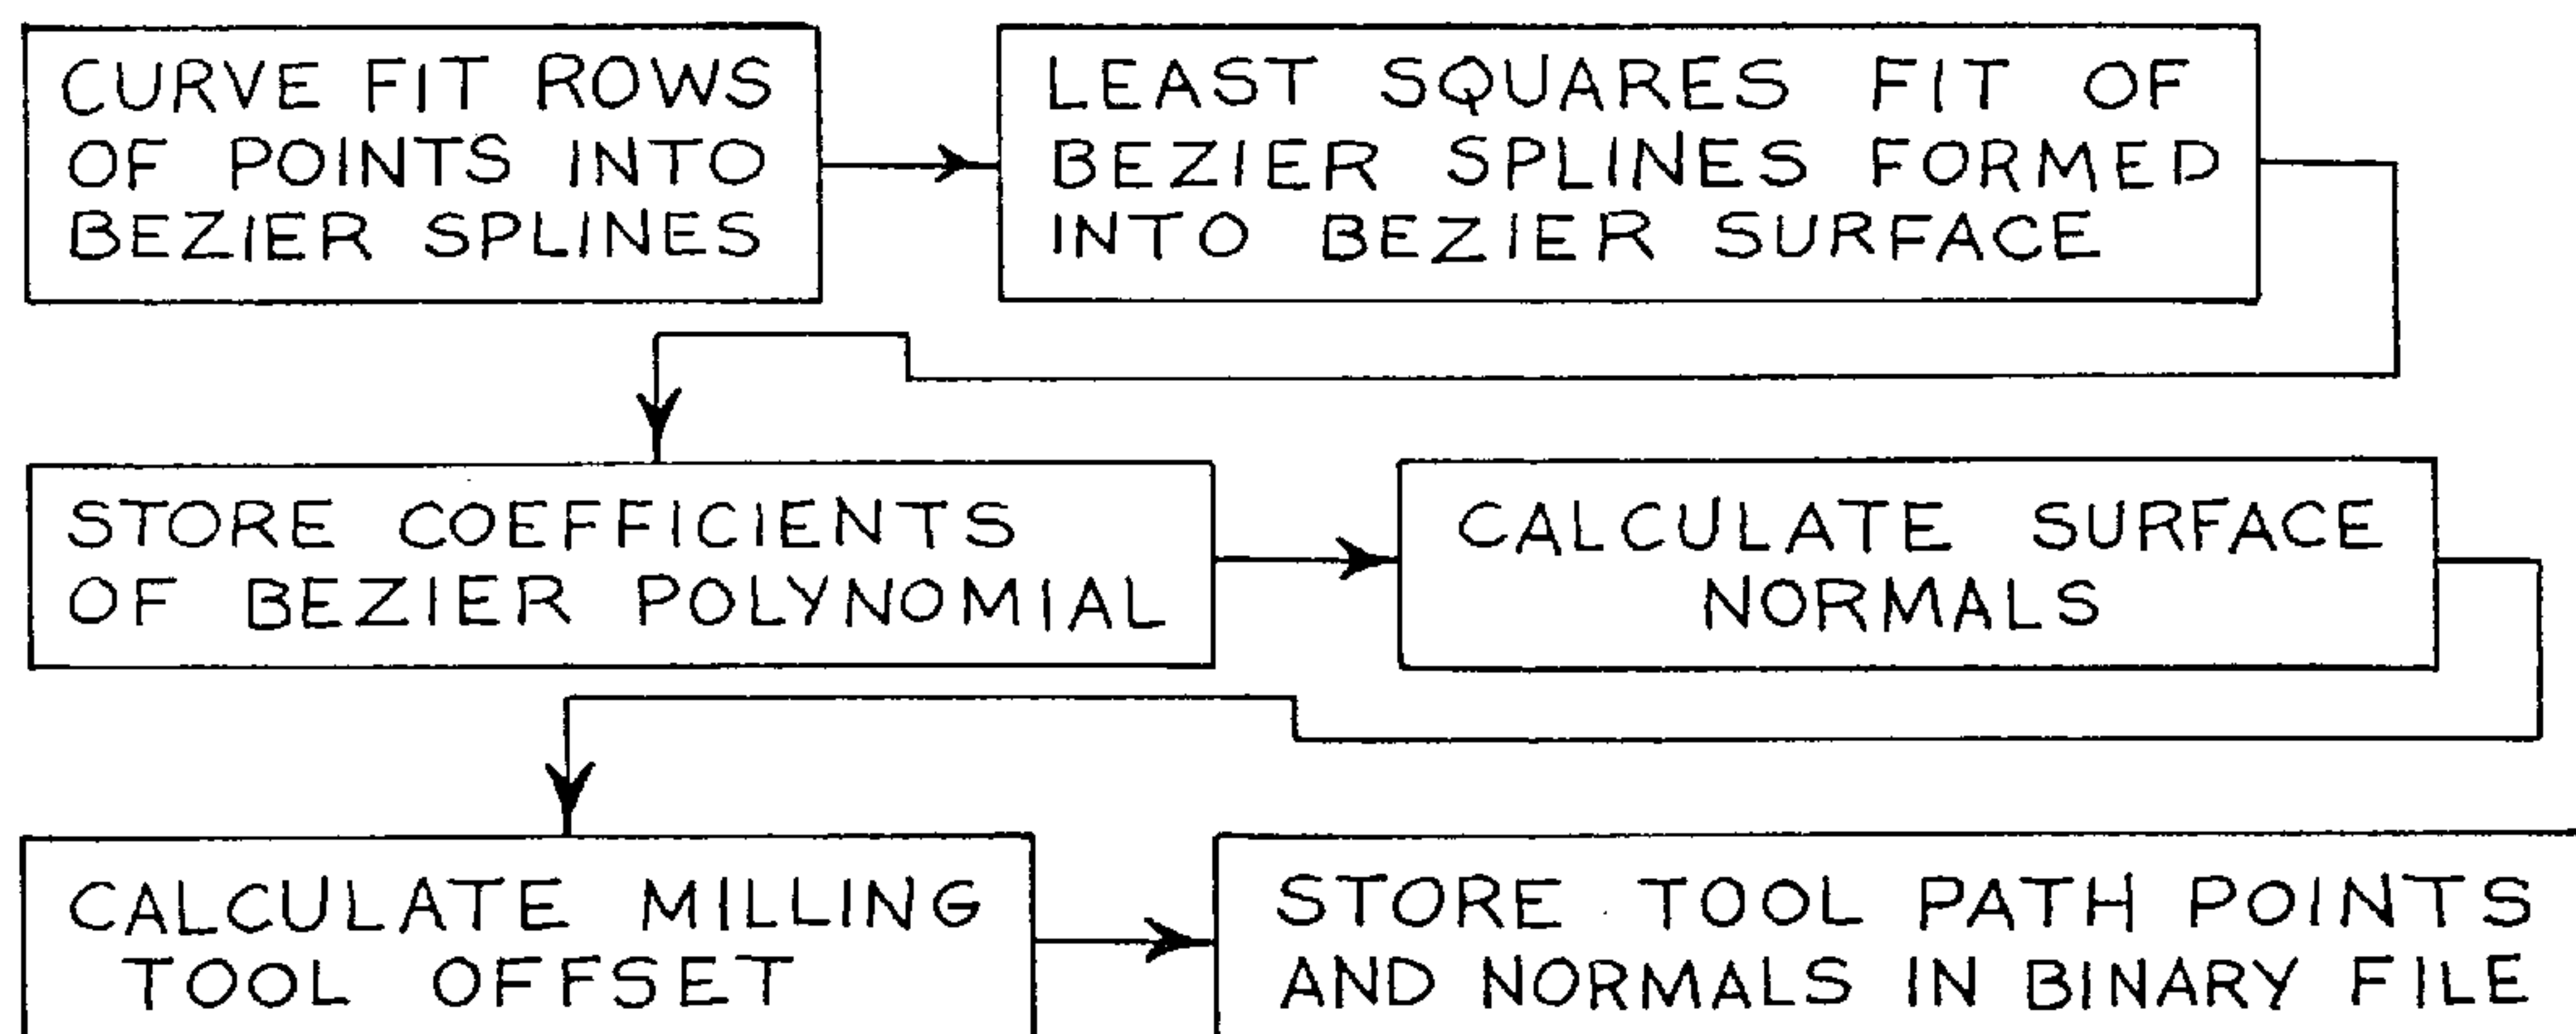 CURVE FIT ROWS
OF POINTS INTO
BEZIER SPLINES
LEAST SQUARES FIT OF
BEZIER SPLINES FORMED
INTO BEZIER SURFACE
STORE COEFFICIENTS
OF BEZIER POLYNOMIAL
CALCULATE SURFACE
NORMALS
CALCULATE MILLING
TOOL OFFSET
STORE TOOL PATH POINTS
AND NORMALS IN BINARY FILE